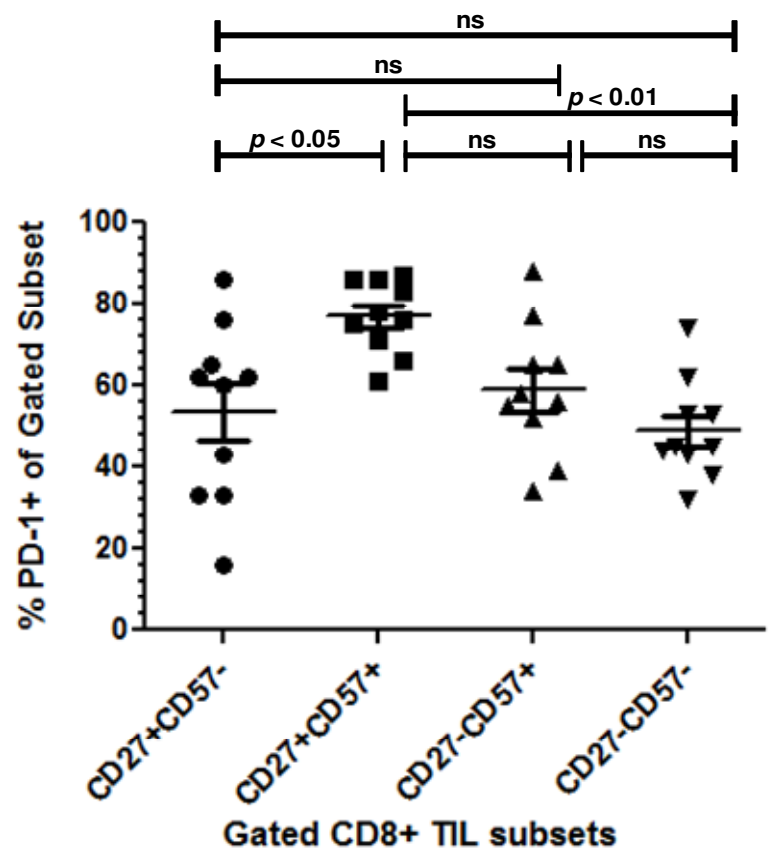 ns
ns
p < 0.01
p < 0.05
ns
ns
% PD-1+ of Gated Subset
100
80
60
40
20
0
CD27+CD57-
CD27+CD57+
CD27-CD57+
CD27-CD57-
Gated CD8+ TIL subsets